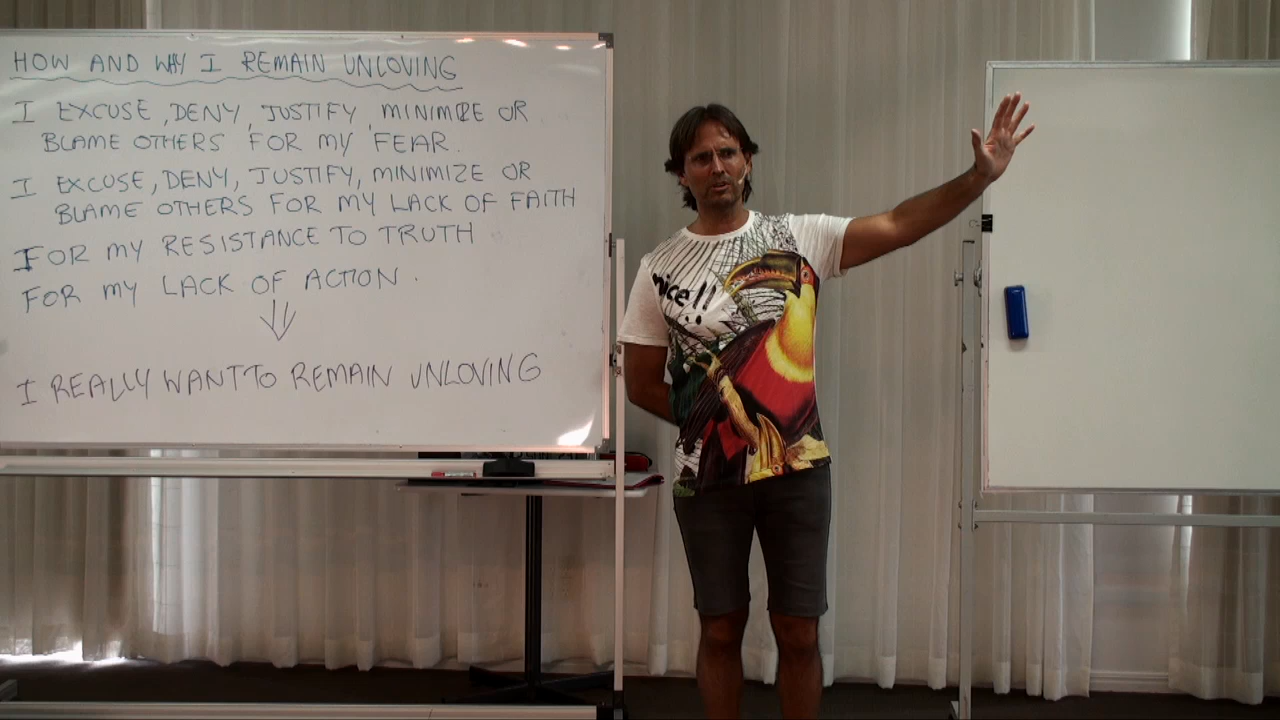 HOW AND WHY I REMAIN UNLOVING
I EXCUSE, DENY, JUSTIFY, MINIMIZE OR
BLAME OTHERS FOR MY FEAR.
I EXCUSE, DENY, JUSTIFY, MINIMIZE OR
BLAME OTHERS FOR MY LACK OF FAITH
FOR MY RESISTANCE TO TRUTH
FOR MY LACK OF ACTION.
I REALLY WANT TO REMAIN UNLOVING
nice!!